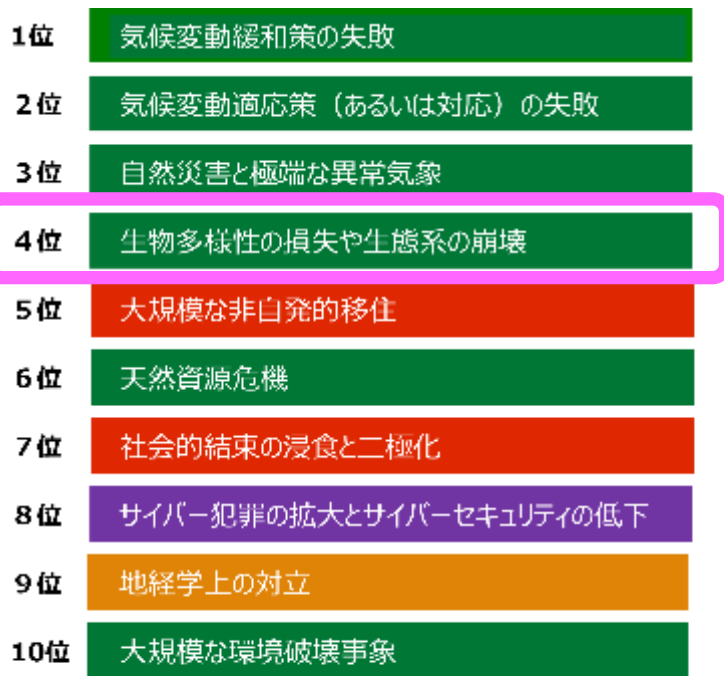 1位 気候変動緩和策の失敗
2位 気候変動適応策（あるいは対応）の失敗
3位 自然災害と極端な異常気象
4位 生物多様性の損失や生態系の崩壊
5位 大規模な非自発的移住
6位 天然資源危機
7位 社会的結束の浸食と二極化
8位 サイバー犯罪の拡大とサイバーセキュリティの低下
9位 地経学上の対立
10位 大規模な環境破壊事象